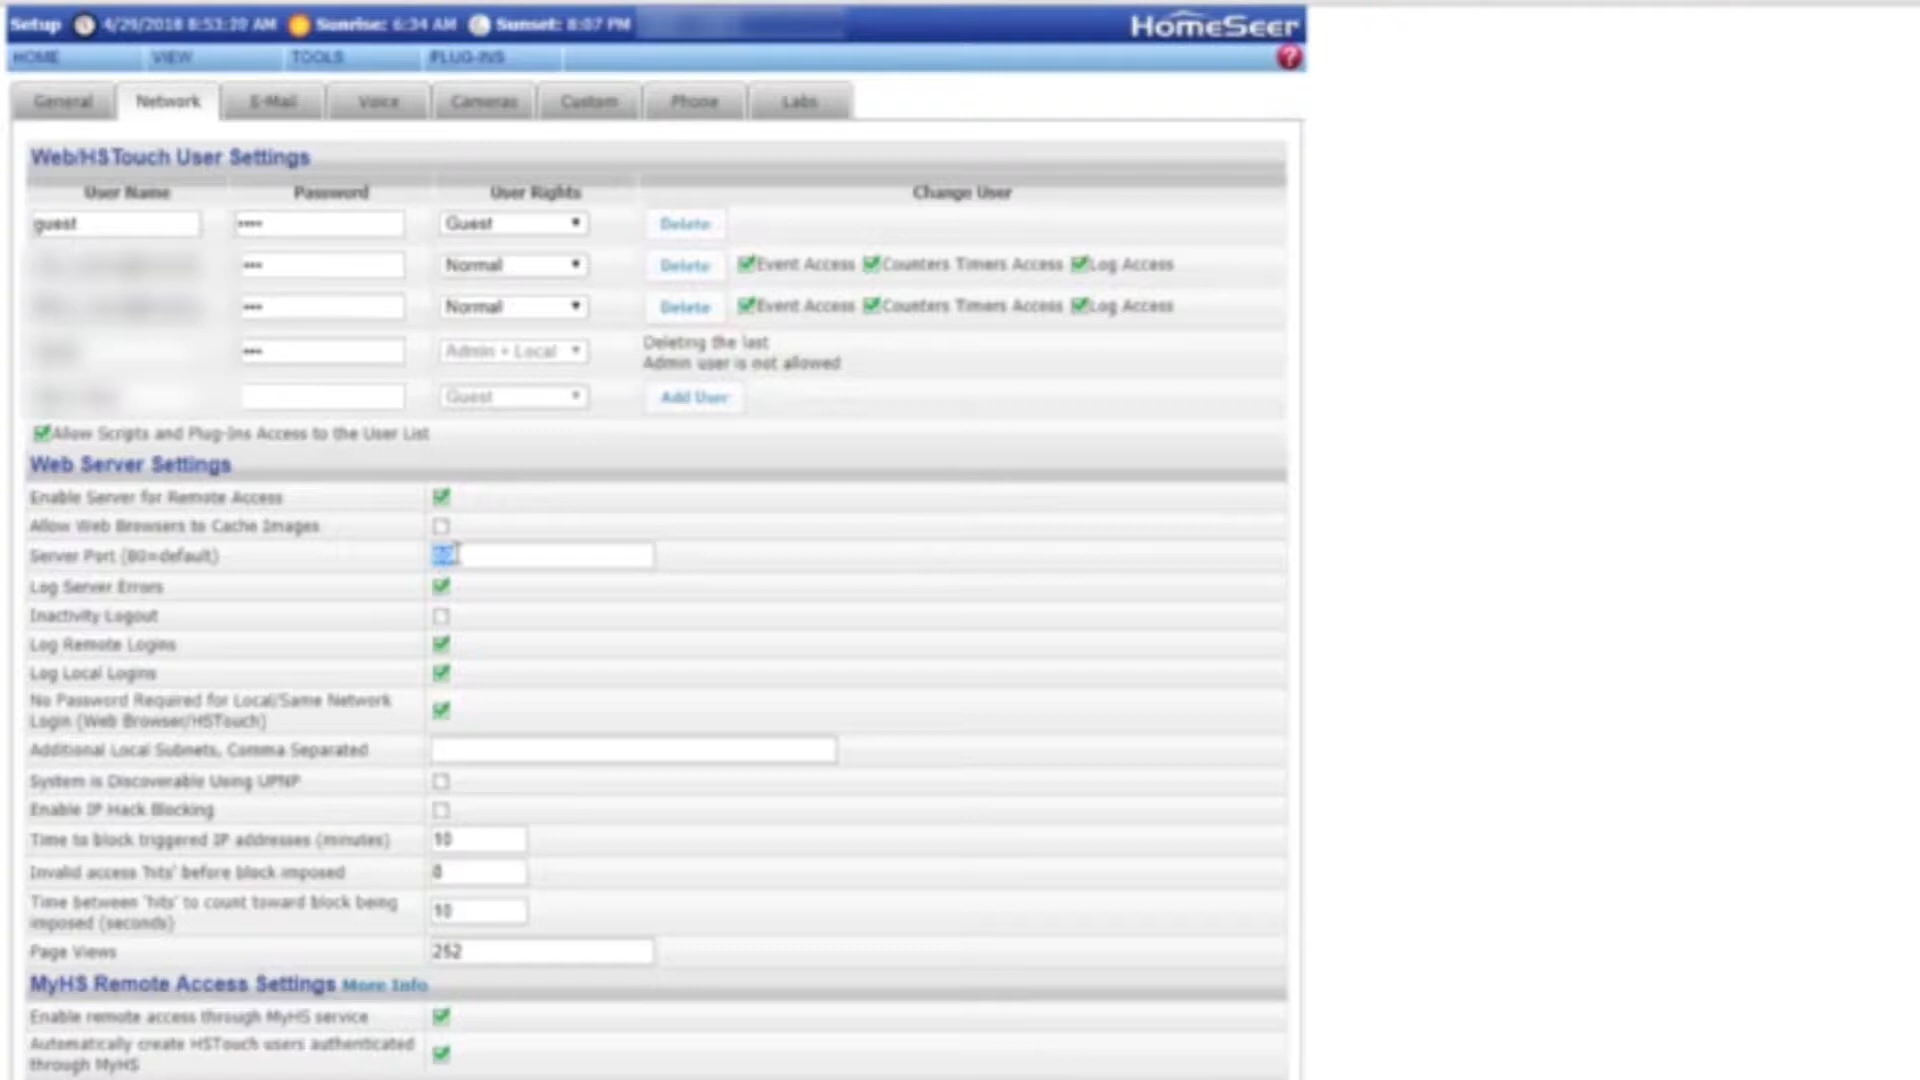 Setup 4/29/2018 8:53:20 AM Sunrise: 6:34 AM Sunset: 8:07 PM HomeSeer
HOME VIEW TOOLS PLUG-INS ?
General Network E-Mail Voice Cameras Custom Phone Labs
Web/HSTouch User Settings
User Name Password User Rights Change User
guest •••• Guest Delete
••• Normal Delete Event Access Counters Timers Access Log Access
••• Normal Delete Event Access Counters Timers Access Log Access
••• Admin + Local Deleting the last
Admin user is not allowed
Guest Add User
Allow Scripts and Plug-Ins Access to the User List
Web Server Settings
Enable Server for Remote Access
Allow Web Browsers to Cache Images
Server Port (80=default)
Log Server Errors
Inactivity Logout
Log Remote Logins
Log Local Logins
No Password Required for Local/Same Network
Login (Web Browser/HSTouch)
Additional Local Subnets, Comma Separated
System is Discoverable Using UPNP
Enable IP Hack Blocking
Time to block triggered IP addresses (minutes) 10
Invalid access 'hits' before block imposed
Time between 'hits' to count toward block being
imposed (seconds) 10
Page Views 252
MyHS Remote Access Settings More Info
Enable remote access through MyHS service
Automatically create HSTouch users authenticated
through MyHS